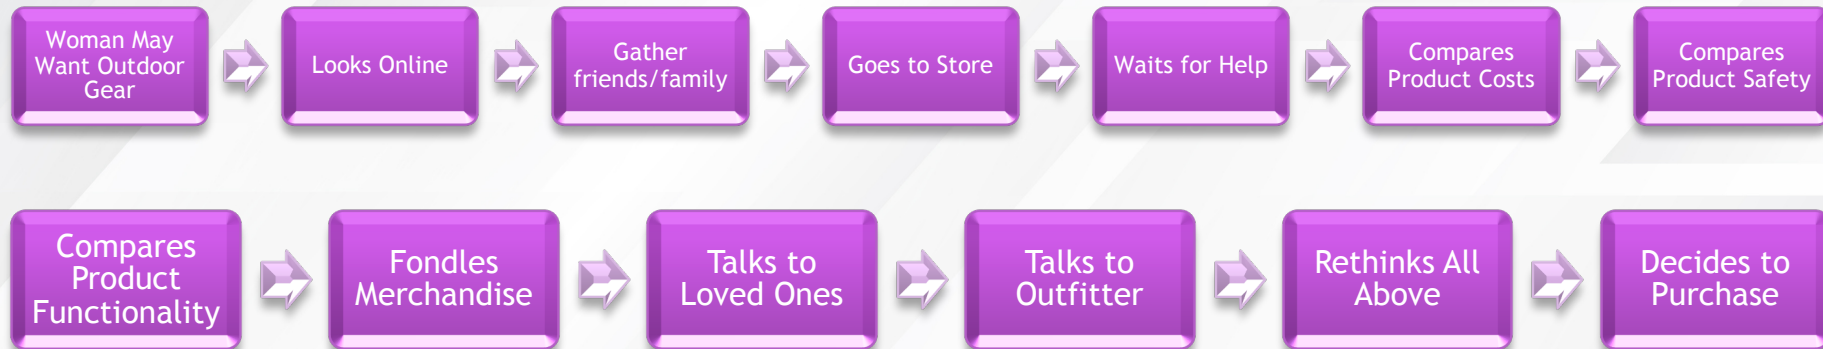 Woman May
Want Outdoor
Gear
Looks Online
Gather
friends/family
Goes to Store
Waits for Help
Compares
Product Costs
Compares
Product Safety
Compares
Product
Functionality
Fondles
Merchandise
Talks to
Loved Ones
Talks to
Outfitter
Rethinks All
Above
Decides to
Purchase